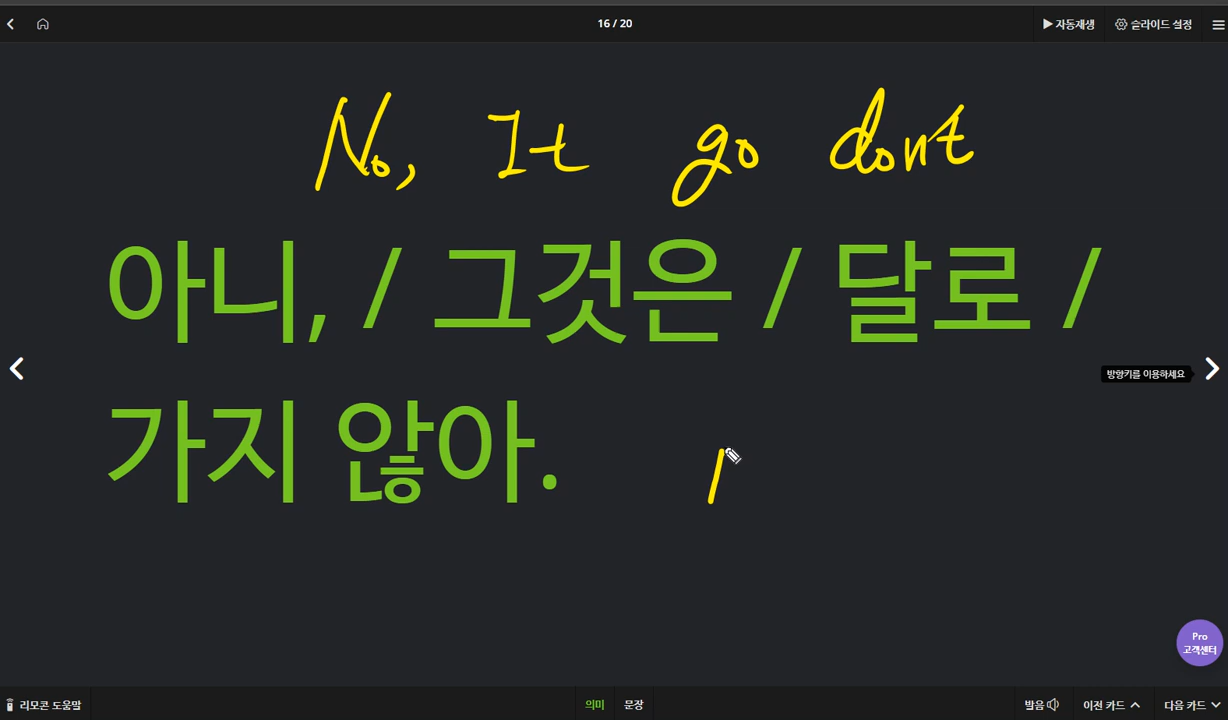 16 / 20
▶자동재생
슬라이드 설정
No, It go dont
아니, / 그것은 / 달로 /
가지 않아.
방향키를 이용하세요
Pro
고객센터
리모콘 도움말
의미
문장
발음
이전 카드
다음 카드